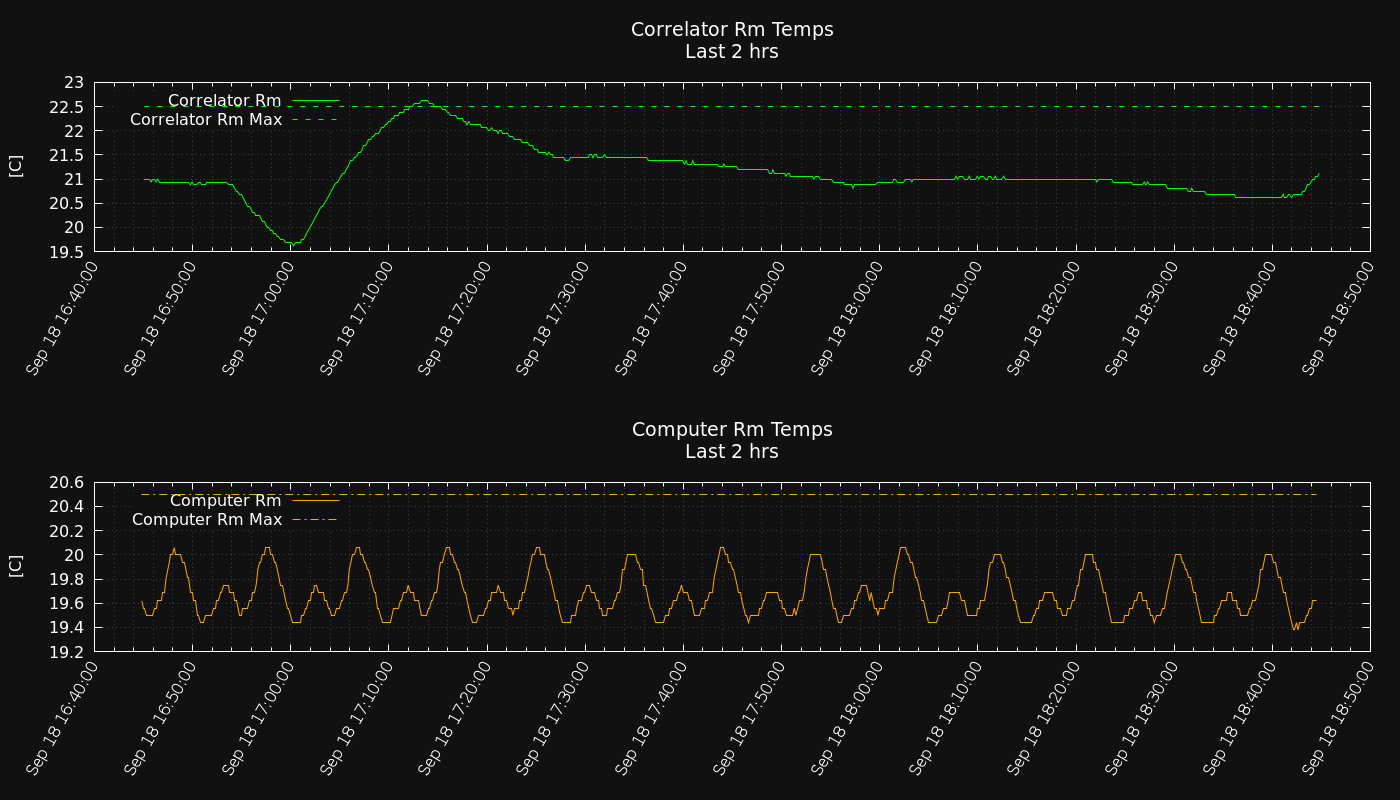 Correlator Rm Temps
Last 2 hrs
23
22.5
22
21.5
21
20.5
20
19.5
[C]
Correlator Rm
Correlator Rm Max
Sep 18 16:40:00
Sep 18 16:50:00
Sep 18 17:00:00
Sep 18 17:10:00
Sep 18 17:20:00
Sep 18 17:30:00
Sep 18 17:40:00
Sep 18 17:50:00
Sep 18 18:00:00
Sep 18 18:10:00
Sep 18 18:20:00
Sep 18 18:30:00
Sep 18 18:40:00
Sep 18 18:50:00
Computer Rm Temps
Last 2 hrs
20.6
20.4
20.2
20
19.8
19.6
19.4
19.2
[C]
Computer Rm
Computer Rm Max
Sep 18 16:40:00
Sep 18 16:50:00
Sep 18 17:00:00
Sep 18 17:10:00
Sep 18 17:20:00
Sep 18 17:30:00
Sep 18 17:40:00
Sep 18 17:50:00
Sep 18 18:00:00
Sep 18 18:10:00
Sep 18 18:20:00
Sep 18 18:30:00
Sep 18 18:40:00
Sep 18 18:50:00